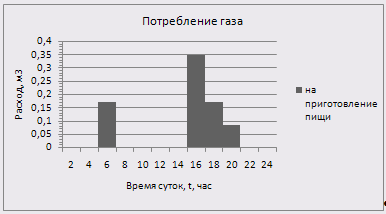 Потребление газа
Расход, м3
0,4
0,35
0,3
0,25
0,2
0,15
0,1
0,05
0
2 4 6 8 10 12 14 16 18 20 22 24
Время суток, t, час
на
приготовление
пищи